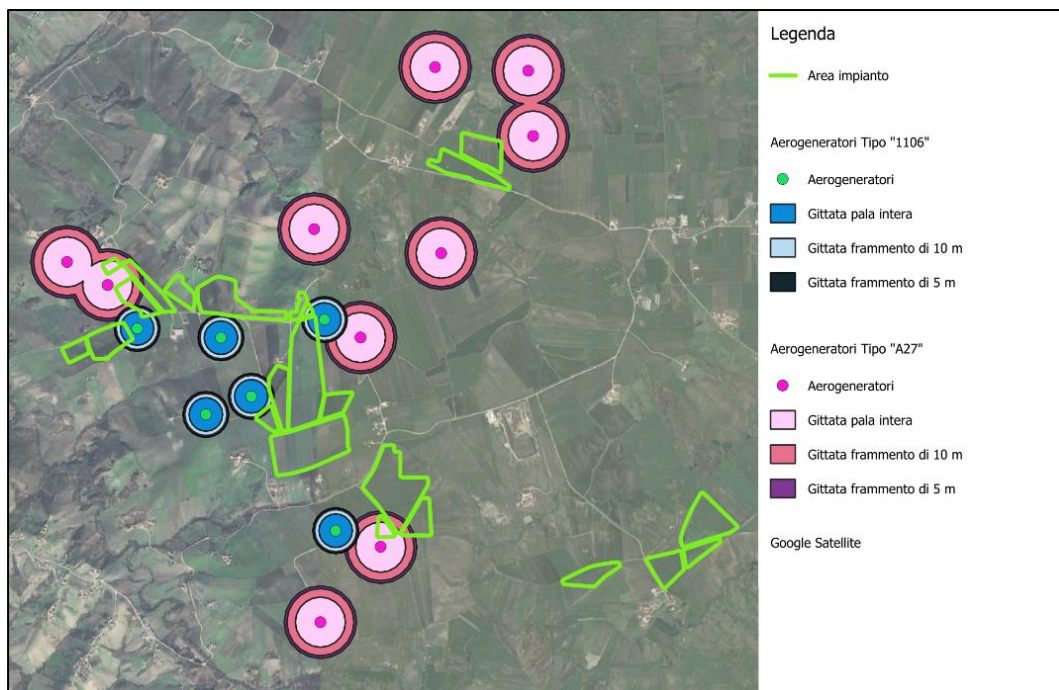 Legenda
Area impianto
Aerogeneratori Tipo "1106"
Aerogeneratori
Gittata pala intera
Gittata frammento di 10 m
Gittata frammento di 5 m
Aerogeneratori Tipo "A27"
Aerogeneratori
Gittata pala intera
Gittata frammento di 10 m
Gittata frammento di 5 m
Google Satellite